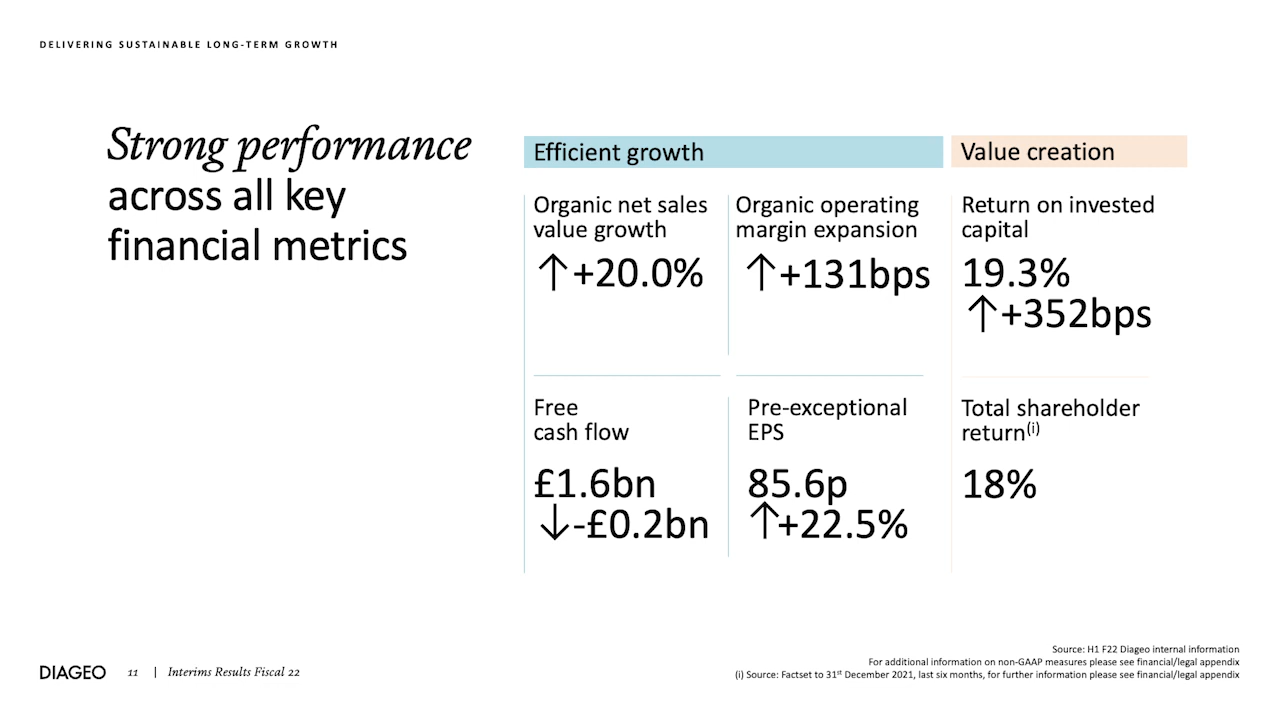 DELIVERING SUSTAINABLE LONG-TERM GROWTH
Strong performance
across all key
financial metrics
Efficient growth
Value creation
Organic net sales
value growth
↑+20.0%
Organic operating
margin expansion
↑+131bps
Return on invested
capital
19.3%
↑+352bps
Free
cash flow
£1.6bn
↓-£0.2bn
Pre-exceptional
EPS
85.6p
↑+22.5%
Total shareholder
return(i)
18%
DIAGEO 11 | Interims Results Fiscal 22
Source: H1 F22 Diageo internal information
For additional information on non-GAAP measures please see financial/legal appendix
(i) Source: Factset to 31st December 2021, last six months, for further information please see financial/legal appendix